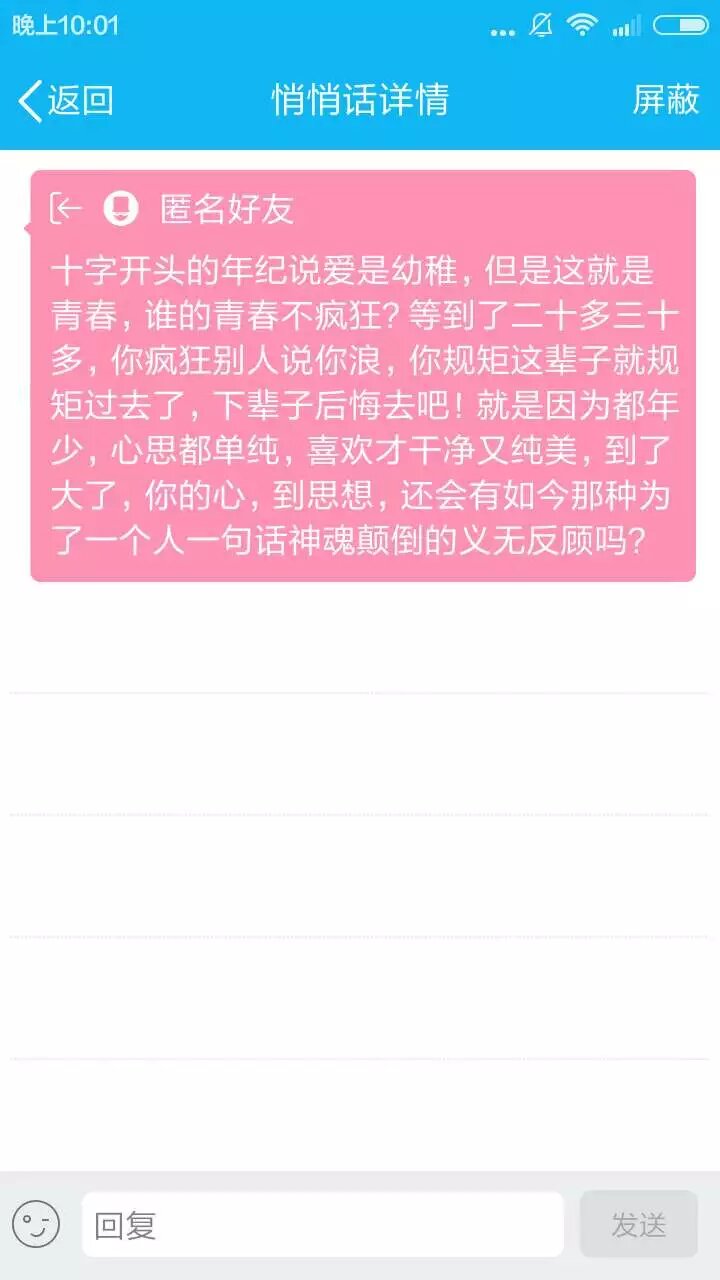 晚上10:01
返回
悄悄话详情
屏蔽
匿名好友
十字开头的年纪说爱是幼稚，但是这就是
青春，谁的青春不疯狂？等到了二十多三十
多，你疯狂别人说你浪，你规矩这辈子就规
矩过去了，下辈子后悔去吧！就是因为都年
少，心思都单纯，喜欢才干净又纯美，到了
大了，你的心，到思想，还会有如今那种为
了一个人一句话神魂颠倒的义无反顾吗？
回复
发送